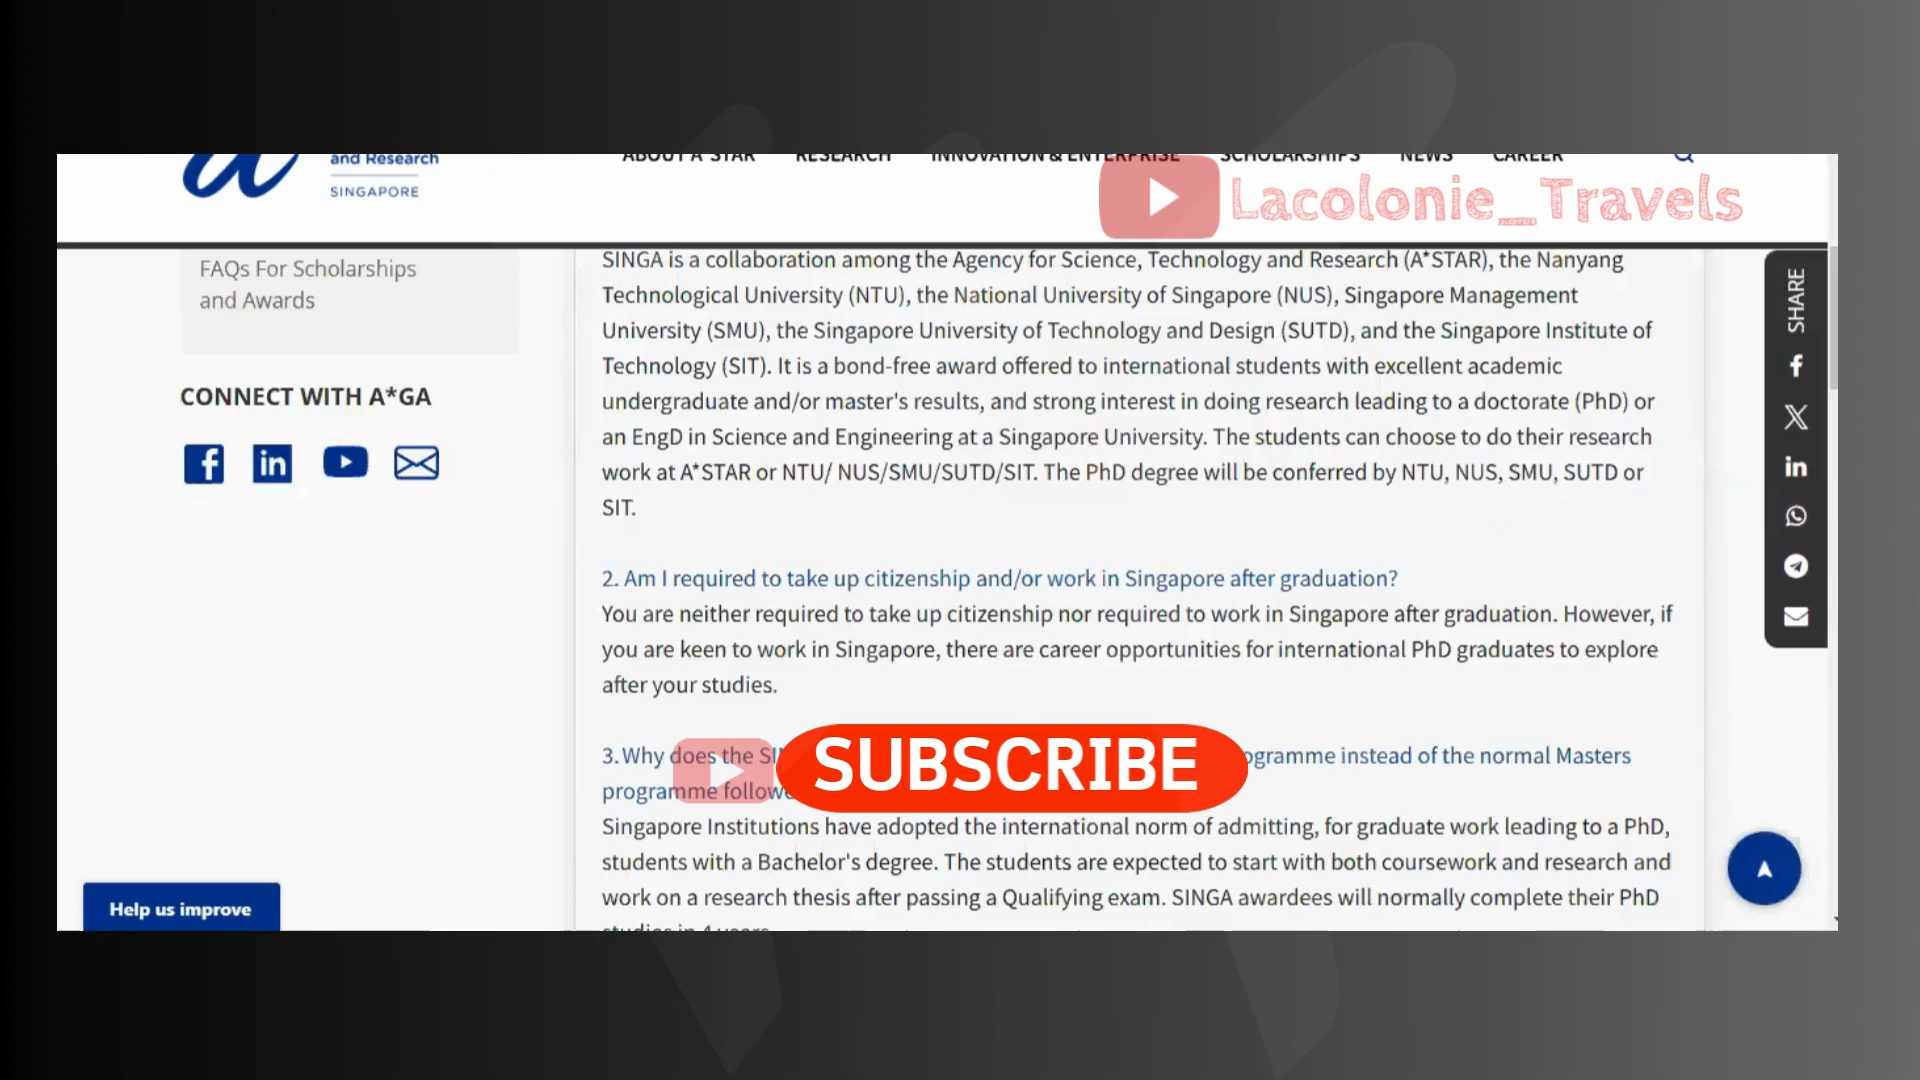 and Research
SINGAPORE
ABOUT A*STAR
RESEARCH
INNOVATION & ENTERPRISE
SCHOLARSHIPS
NEWS
CAREER
Lacolonie_Travels
FAQs For Scholarships
and Awards
CONNECT WITH A*GA
SINGA is a collaboration among the Agency for Science, Technology and Research (A*STAR), the Nanyang
Technological University (NTU), the National University of Singapore (NUS), Singapore Management
University (SMU), the Singapore University of Technology and Design (SUTD), and the Singapore Institute of
Technology (SIT). It is a bond-free award offered to international students with excellent academic
undergraduate and/or master's results, and strong interest in doing research leading to a doctorate (PhD) or
an EngD in Science and Engineering at a Singapore University. The students can choose to do their research
work at A*STAR or NTU/ NUS/SMU/SUTD/SIT. The PhD degree will be conferred by NTU, NUS, SMU, SUTD or
SIT.
2. Am I required to take up citizenship and/or work in Singapore after graduation?
You are neither required to take up citizenship nor required to work in Singapore after graduation. However, if
you are keen to work in Singapore, there are career opportunities for international PhD graduates to explore
after your studies.
3. Why does the instead of the normal Masters
programme
SUBSCRIBE
Singapore Institutions have adopted the international norm of admitting, for graduate work leading to a PhD,
students with a Bachelor's degree. The students are expected to start with both coursework and research and
work on a research thesis after passing a Qualifying exam. SINGA awardees will normally complete their PhD
studies in 4 years
SHARE
Help us improve